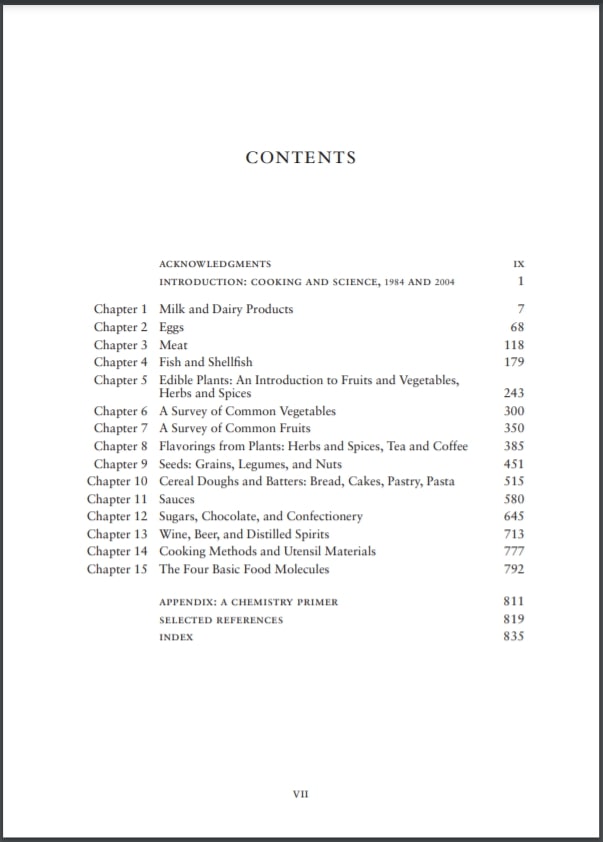 CONTENTS
ACKNOWLEDGMENTS IX
INTRODUCTION: COOKING AND SCIENCE, 1984 AND 2004 1
Chapter 1 Milk and Dairy Products 7
Chapter 2 Eggs 68
Chapter 3 Meat 118
Chapter 4 Fish and Shellfish 179
Chapter 5 Edible Plants: An Introduction to Fruits and Vegetables,
Herbs and Spices 243
Chapter 6 A Survey of Common Vegetables 300
Chapter 7 A Survey of Common Fruits 350
Chapter 8 Flavorings from Plants: Herbs and Spices, Tea and Coffee 385
Chapter 9 Seeds: Grains, Legumes, and Nuts 451
Chapter 10 Cereal Doughs and Batters: Bread, Cakes, Pastry, Pasta 515
Chapter 11 Sauces 580
Chapter 12 Sugars, Chocolate, and Confectionery 645
Chapter 13 Wine, Beer, and Distilled Spirits 713
Chapter 14 Cooking Methods and Utensil Materials 777
Chapter 15 The Four Basic Food Molecules 792
APPENDIX: A CHEMISTRY PRIMER 811
SELECTED REFERENCES 819
INDEX 835
VII